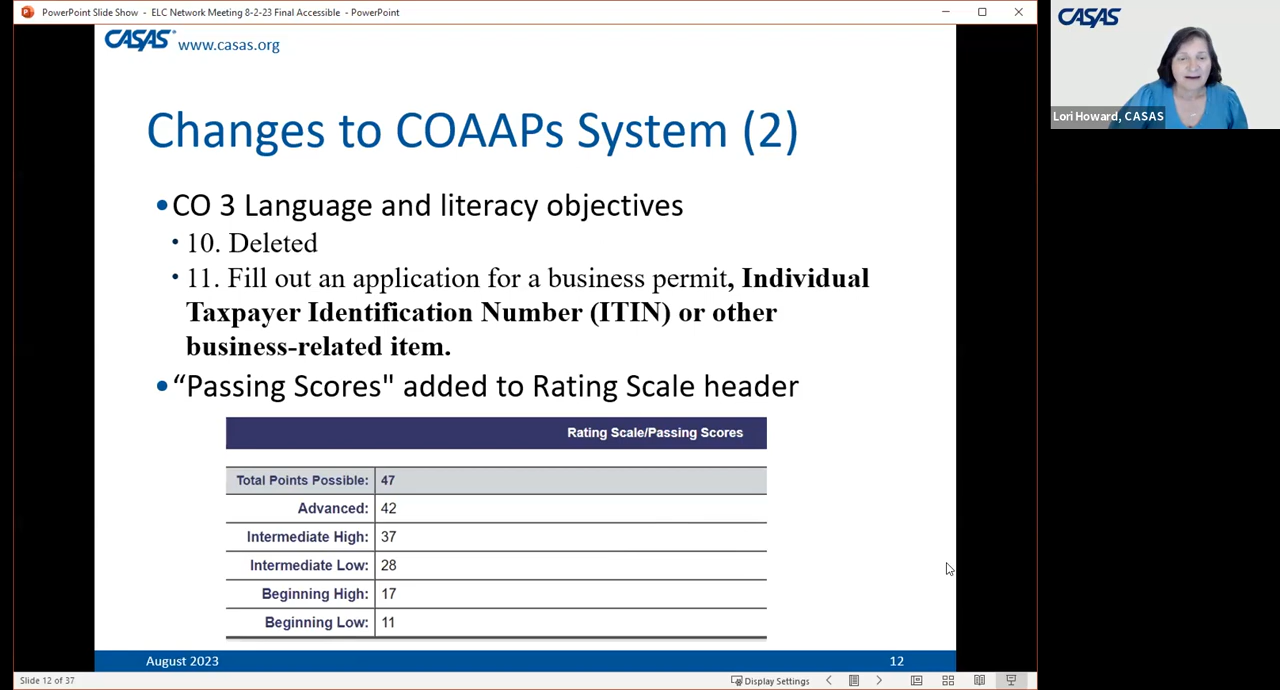 PowerPoint Slide Show - ELC Network Meeting 8-2-23 Final Accessible - PowerPoint
CASAS www.casas.org
Changes to COAAPs System (2)
•CO 3 Language and literacy objectives
• 10. Deleted
• 11. Fill out an application for a business permit, Individual
Taxpayer Identification Number (ITIN) or other
business-related item.
•“Passing Scores" added to Rating Scale header
Rating Scale/Passing Scores
Total Points Possible: 47
Advanced: 42
Intermediate High: 37
Intermediate Low: 28
Beginning High: 17
Beginning Low: 11
August 2023 12
Slide 12 of 37 Display Settings
CASAS
Lori Howard, CASAS